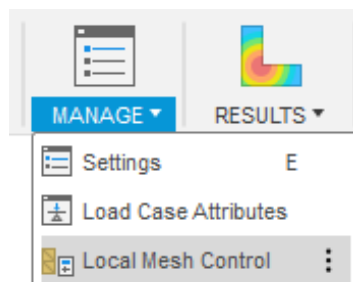 MANAGE RESULTS
Settings E
Load Case Attributes
Local Mesh Control